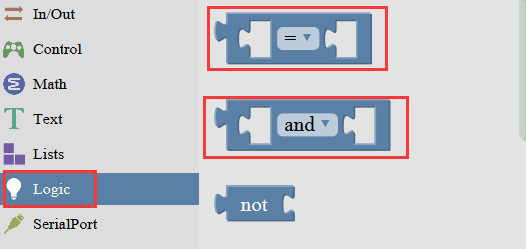 In/Out
Control
Math
Text
Lists
Logic
SerialPort
=
and
not